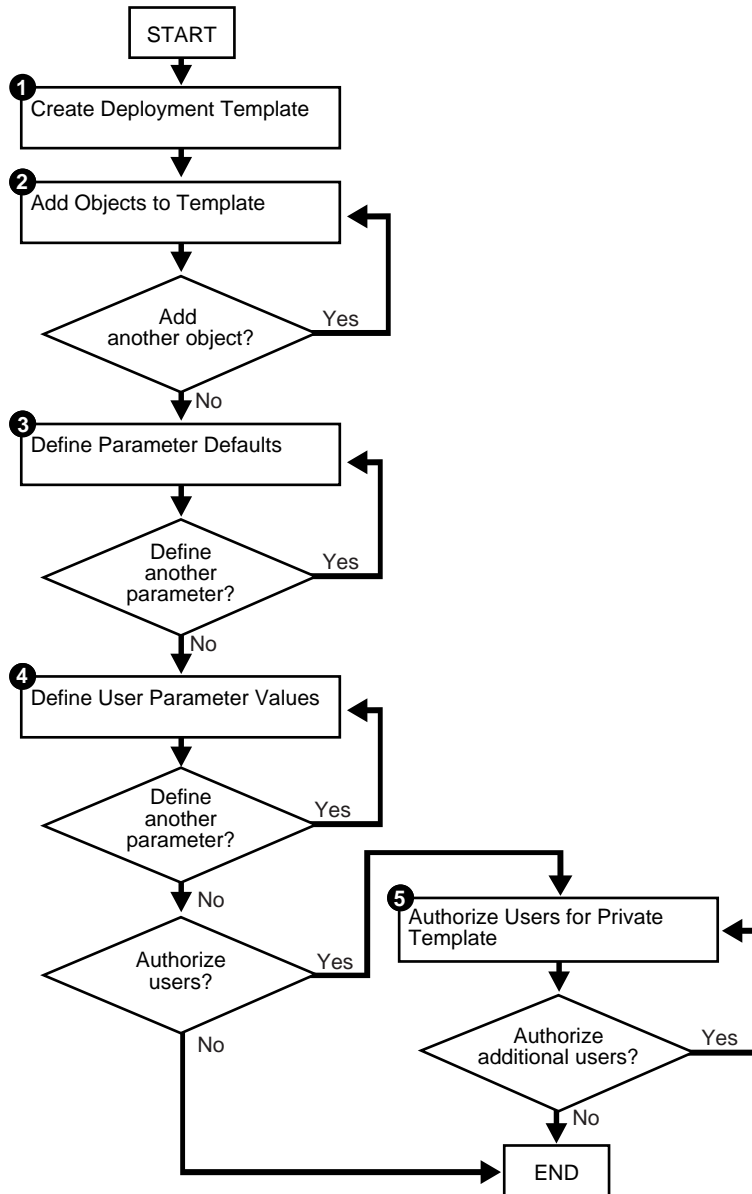 START
1
Create Deployment Template
2
Add Objects to Template
Add
another object?
Yes
No
3
Define Parameter Defaults
Define
another
parameter?
Yes
No
4
Define User Parameter Values
Define
another
parameter?
Yes
No
Authorize
users?
Yes
No
5
Authorize Users for Private
Template
Authorize
additional users?
Yes
No
END